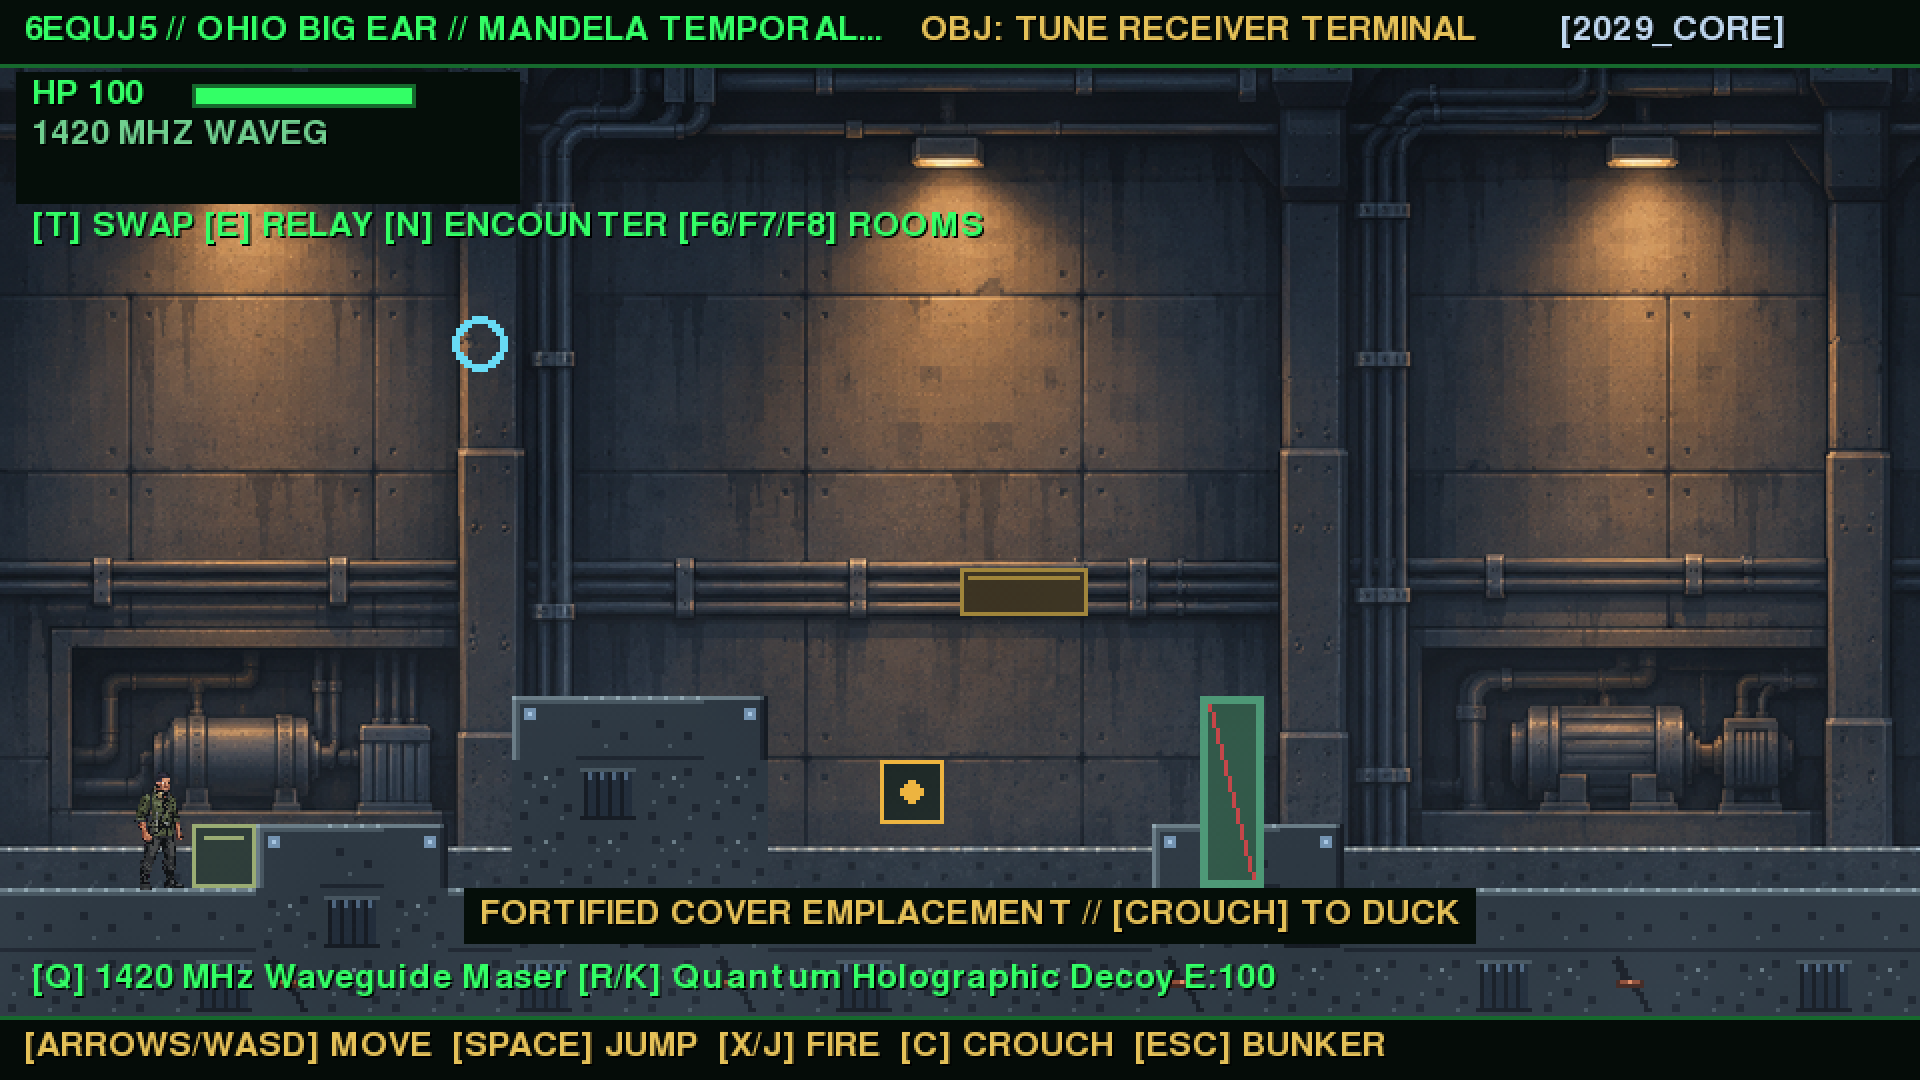 6EQUJ5 // OHIO BIG EAR // MANDELA TEMPORAL... OBJ: TUNE RECEIVER TERMINAL [2029_CORE]
HP 100
1420 MHZ WAVEG
[T] SWAP [E] RELAY [N] ENCOUNTER [F6/F7/F8] ROOMS
FORTIFIED COVER EMPLACEMENT // [CROUCH] TO DUCK
[Q] 1420 MHz Waveguide Maser [R/K] Quantum Holographic Decoy E:100
[ARROWS/WASD] MOVE [SPACE] JUMP [X/J] FIRE [C] CROUCH [ESC] BUNKER